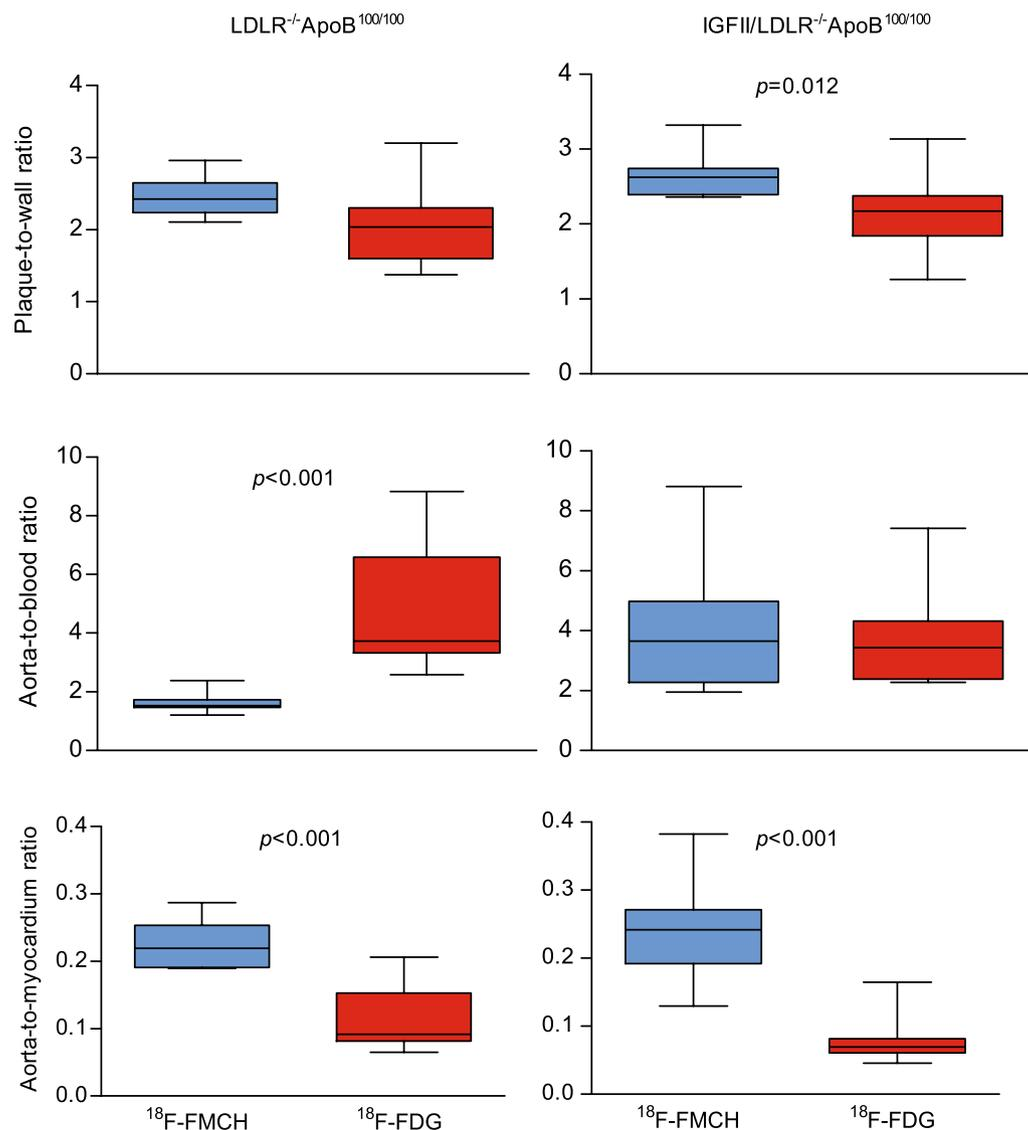 LDLR⁻/⁻ApoB¹⁰⁰/¹⁰⁰
IGFII/LDLR⁻/⁻ApoB¹⁰⁰/¹⁰⁰
Plaque-to-wall ratio
4
3
2
1
0
4
3
2
1
0
p=0.012
Aorta-to-blood ratio
10
8
6
4
2
0
p<0.001
10
8
6
4
2
0
Aorta-to-myocardium ratio
0.4
0.3
0.2
0.1
0.0
p<0.001
0.4
0.3
0.2
0.1
0.0
p<0.001
¹⁸F-FMCH
¹⁸F-FDG
¹⁸F-FMCH
¹⁸F-FDG